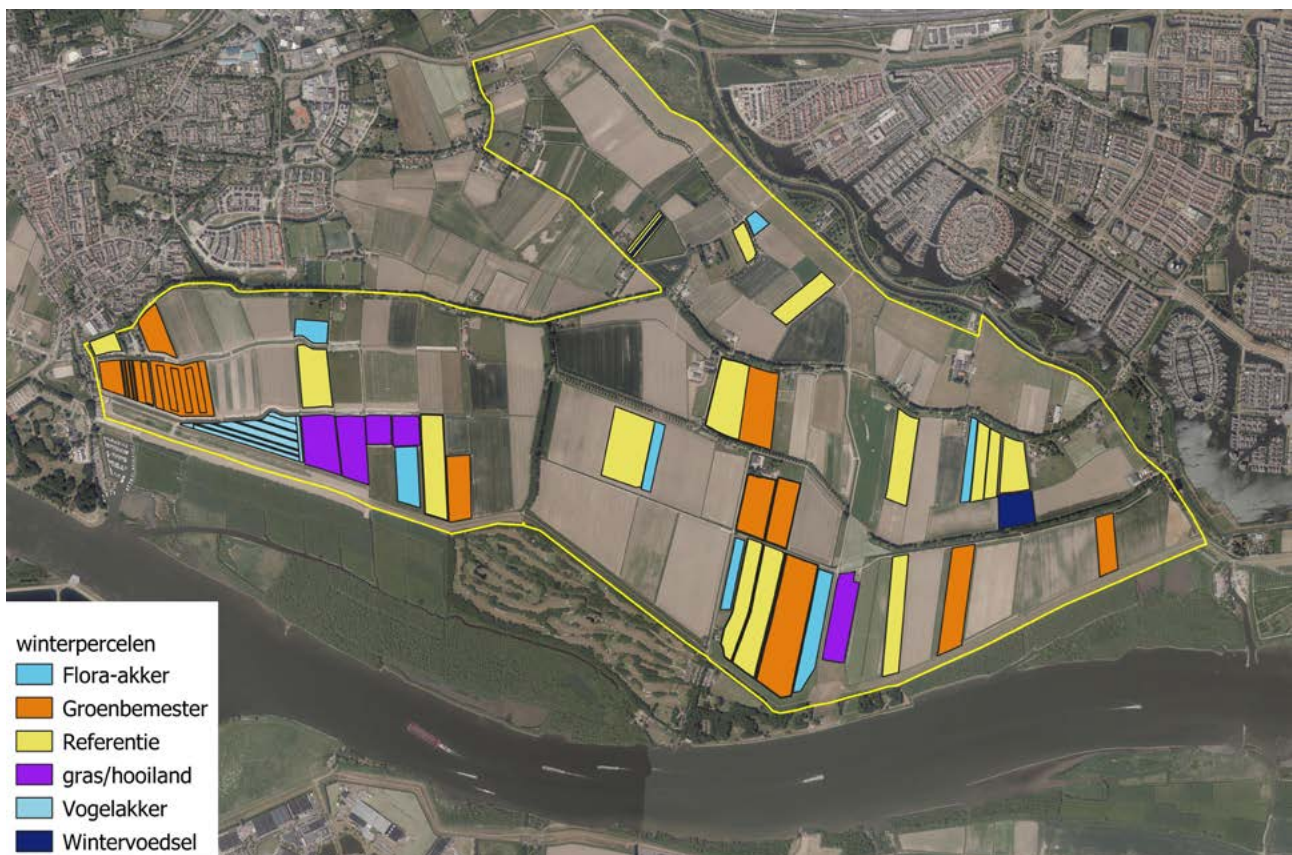 winterpercelen
Flora-akker
Groenbemester
Referentie
gras/hooiland
Vogelakker
Wintervoedsel